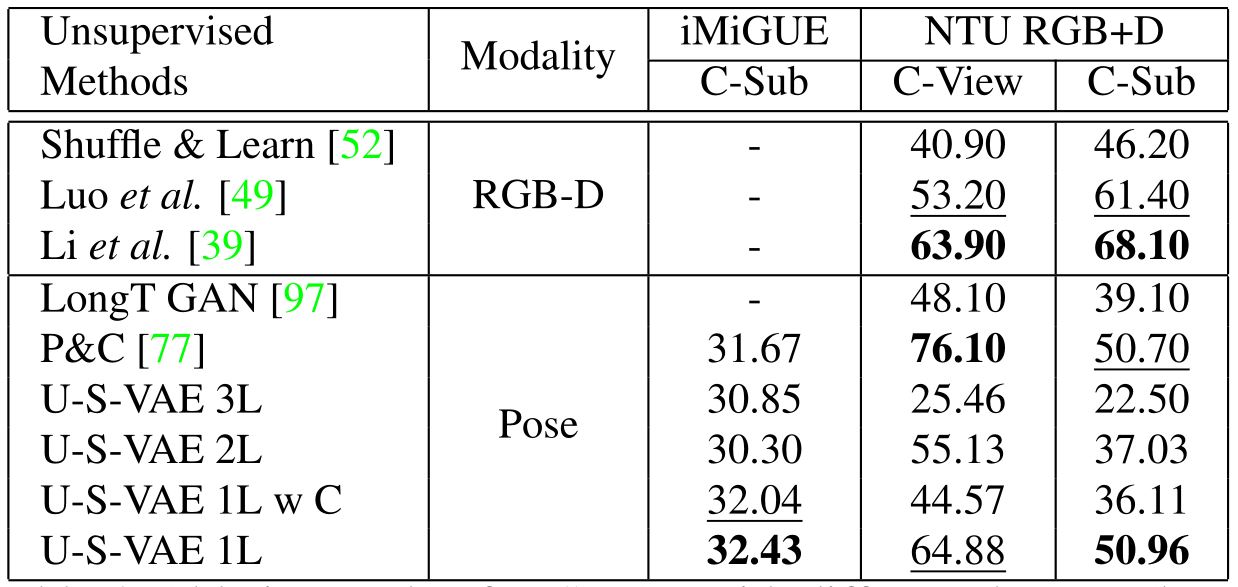 Unsupervised Methods Modality iMiGUE NTU RGB+D
C-Sub C-View C-Sub
Shuffle & Learn [52] RGB-D - 40.90 46.20
Luo et al. [49] - 53.20 61.40
Li et al. [39] - 63.90 68.10
LongT GAN [97] Pose - 48.10 39.10
P&C [77] 31.67 76.10 50.70
U-S-VAE 3L 30.85 25.46 22.50
U-S-VAE 2L 30.30 55.13 37.03
U-S-VAE 1L w C 32.04 44.57 36.11
U-S-VAE 1L 32.43 64.88 50.96